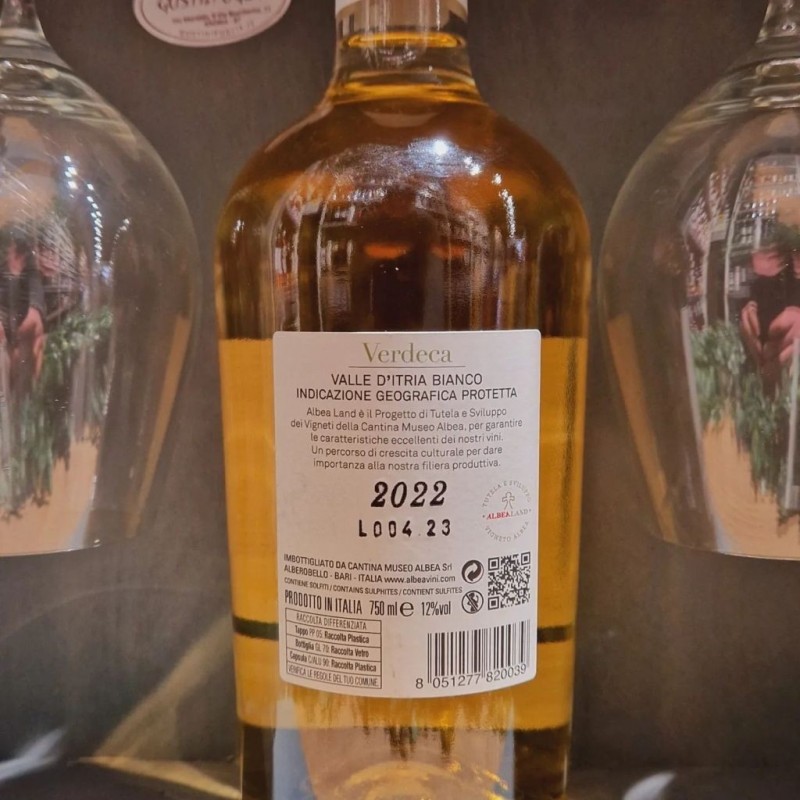 GUSTO
Verdeca
VALLE D'ITRIA BIANCO
INDICAZIONE GEOGRAFICA PROTETTA
Albea Land è il Progetto di Tutela e Sviluppo
dei Vigneti della Cantina Museo Albea, per garantire
le caratteristiche eccellenti dei nostri vini.
Un percorso di crescita culturale per dare
importanza alla nostra filiera produttiva.
2022
L004.23
TUTELA E SVILUPPO
ALBEALAND
VIGNETO ALBEA
IMBOTTIGLIATO DA CANTINA MUSEO ALBEA Srl
ALBEROBELLO - BARI - ITALIA www.albeavini.com
CONTIENE SOLFITI / CONTAINS SULPHITES / CONTIENT SULFITES
PRODOTTO IN ITALIA 750 ml e 12%vol
RACCOLTA DIFFERENZIATA
Tappo PP 05: Raccolta Plastica
Bottiglia GL 70: Raccolta Vetro
Capsula C/ALU 90: Raccolta Plastica
VERIFICA LE REGOLE DEL TUO COMUNE
8 051277 820039